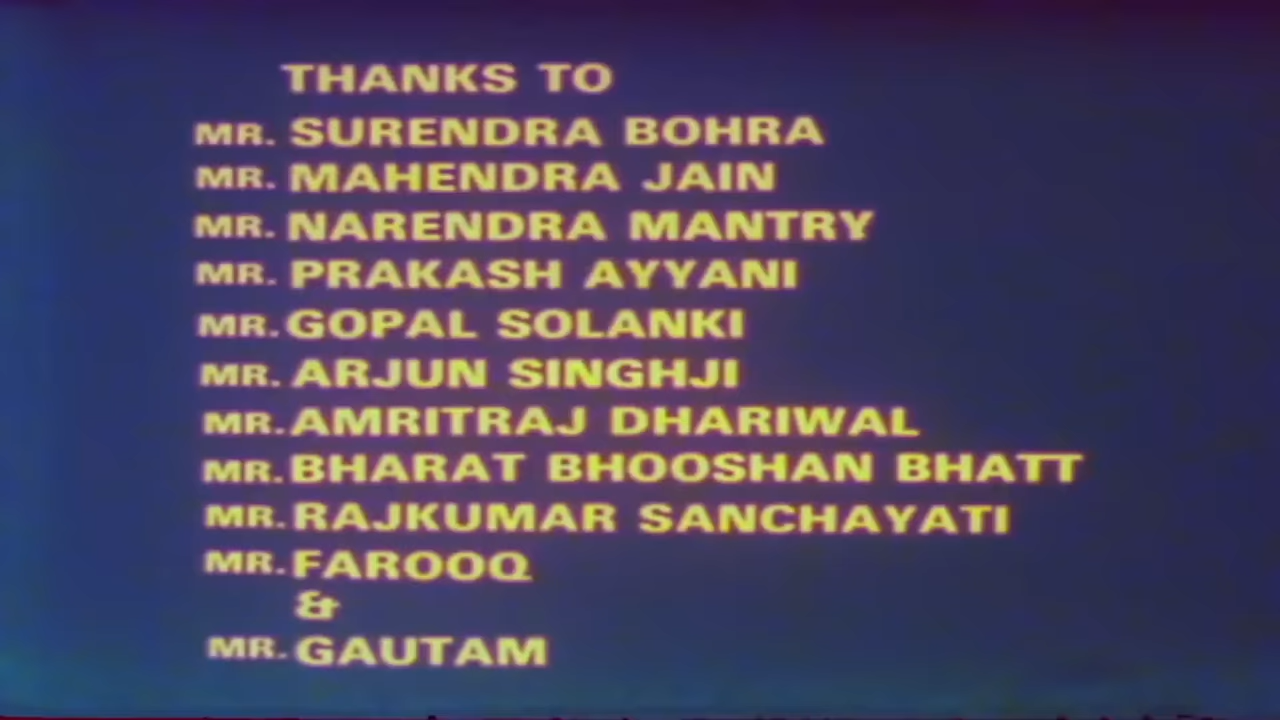 THANKS TO
MR. SURENDRA BOHRA
MR. MAHENDRA JAIN
MR. NARENDRA MANTRY
MR. PRAKASH AYYANI
MR. GOPAL SOLANKI
MR. ARJUN SINGHJI
MR. AMRITRAJ DHARIWAL
MR. BHARAT BHOOSHAN BHATT
MR. RAJKUMAR SANCHAYATI
MR. FAROOQ
&
MR. GAUTAM